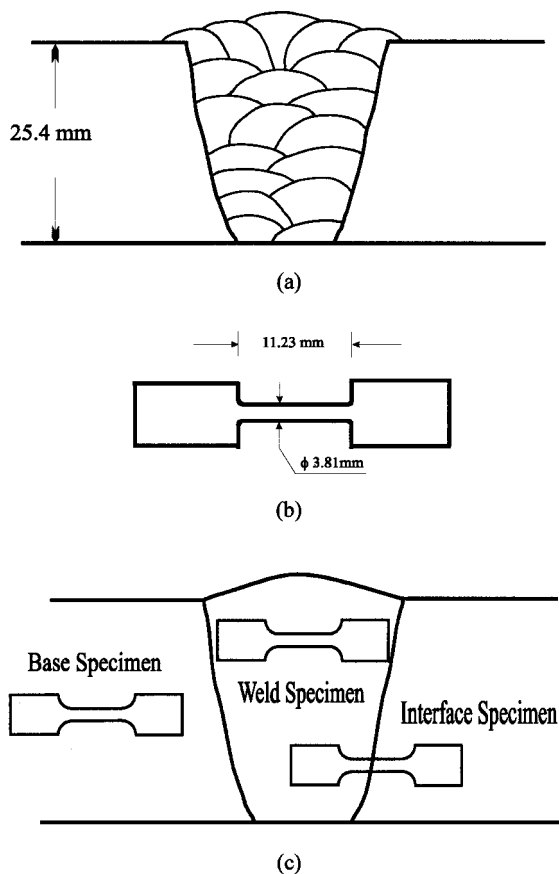 25.4 mm
(a)
11.23 mm
ϕ 3.81mm
(b)
Base Specimen
Weld Specimen
Interface Specimen
(c)